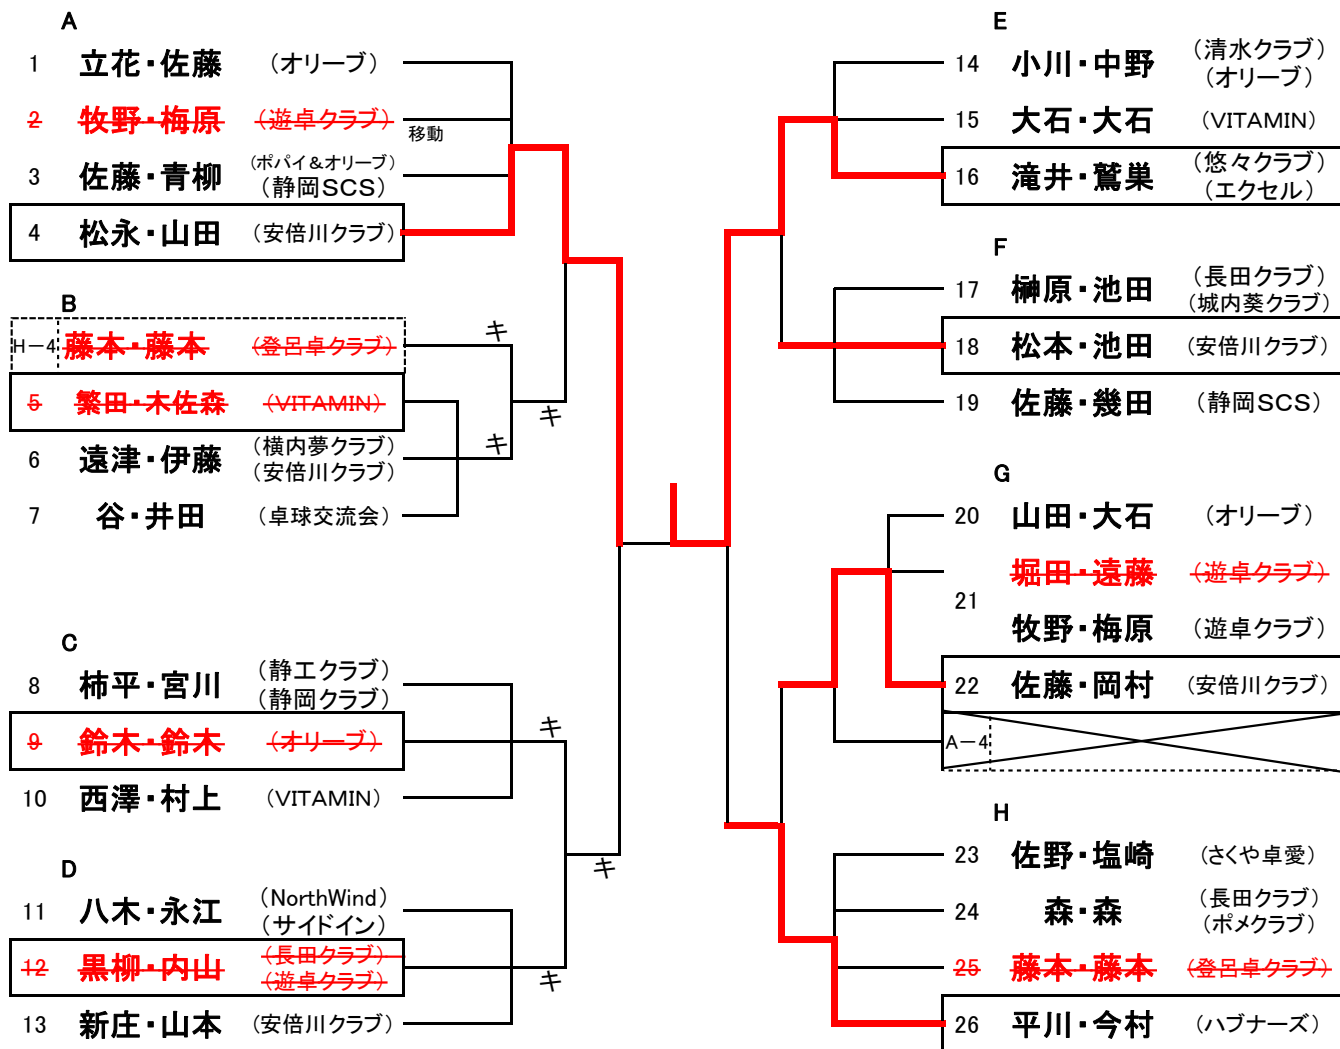 A
1 立花・佐藤 （オリーブ）
2 牧野・梅原 （遊卓クラブ）
移動
3 佐藤・青柳 （ポパイ＆オリーブ）
（静岡SCS）
4 松永・山田 （安倍川クラブ）
B
H－4 藤本・藤本 （登呂卓クラブ）
キ
5 繁田・木佐森 （VITAMIN）
キ
6 遠津・伊藤 （横内夢クラブ）
（安倍川クラブ）
キ
7 谷・井田 （卓球交流会）
C
8 柿平・宮川 （静工クラブ）
（静岡クラブ）
キ
9 鈴木・鈴木 （オリーブ）
10 西澤・村上 （VITAMIN）
キ
D
11 八木・永江 （NorthWind）
（サイドイン）
12 黒柳・内山 （長田クラブ）
（遊卓クラブ）
キ
13 新庄・山本 （安倍川クラブ）
E
14 小川・中野 （清水クラブ）
（オリーブ）
15 大石・大石 （VITAMIN）
16 滝井・鷲巣 （悠々クラブ）
（エクセル）
F
17 榊原・池田 （長田クラブ）
（城内葵クラブ）
18 松本・池田 （安倍川クラブ）
19 佐藤・幾田 （静岡SCS）
G
20 山田・大石 （オリーブ）
堀田・遠藤 （遊卓クラブ）
21
牧野・梅原 （遊卓クラブ）
22 佐藤・岡村 （安倍川クラブ）
A－4
H
23 佐野・塩崎 （さくや卓愛）
24 森・森 （長田クラブ）
（ポメクラブ）
25 藤本・藤本 （登呂卓クラブ）
26 平川・今村 （ハブナーズ）